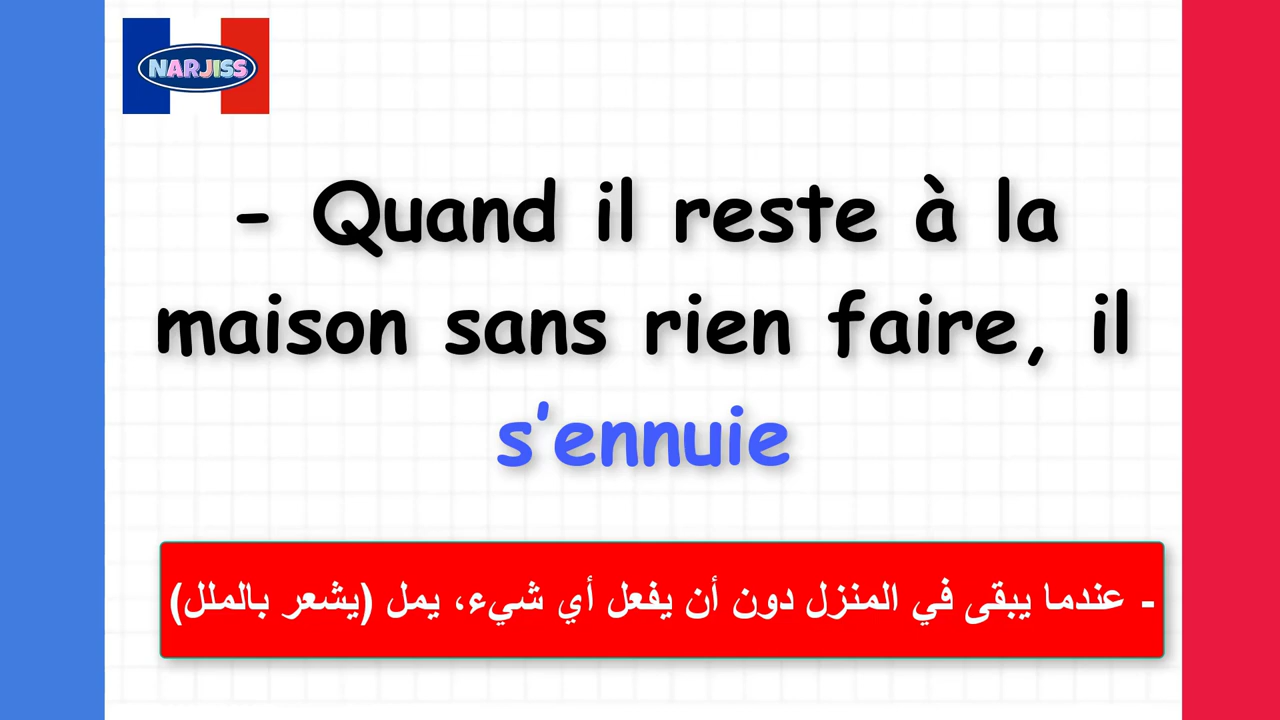 NARJISS
- Quand il reste à la
maison sans rien faire, il
s'ennuie
- عندما يبقى في المنزل دون أن يفعل أي شيء، يمل (يشعر بالملل)